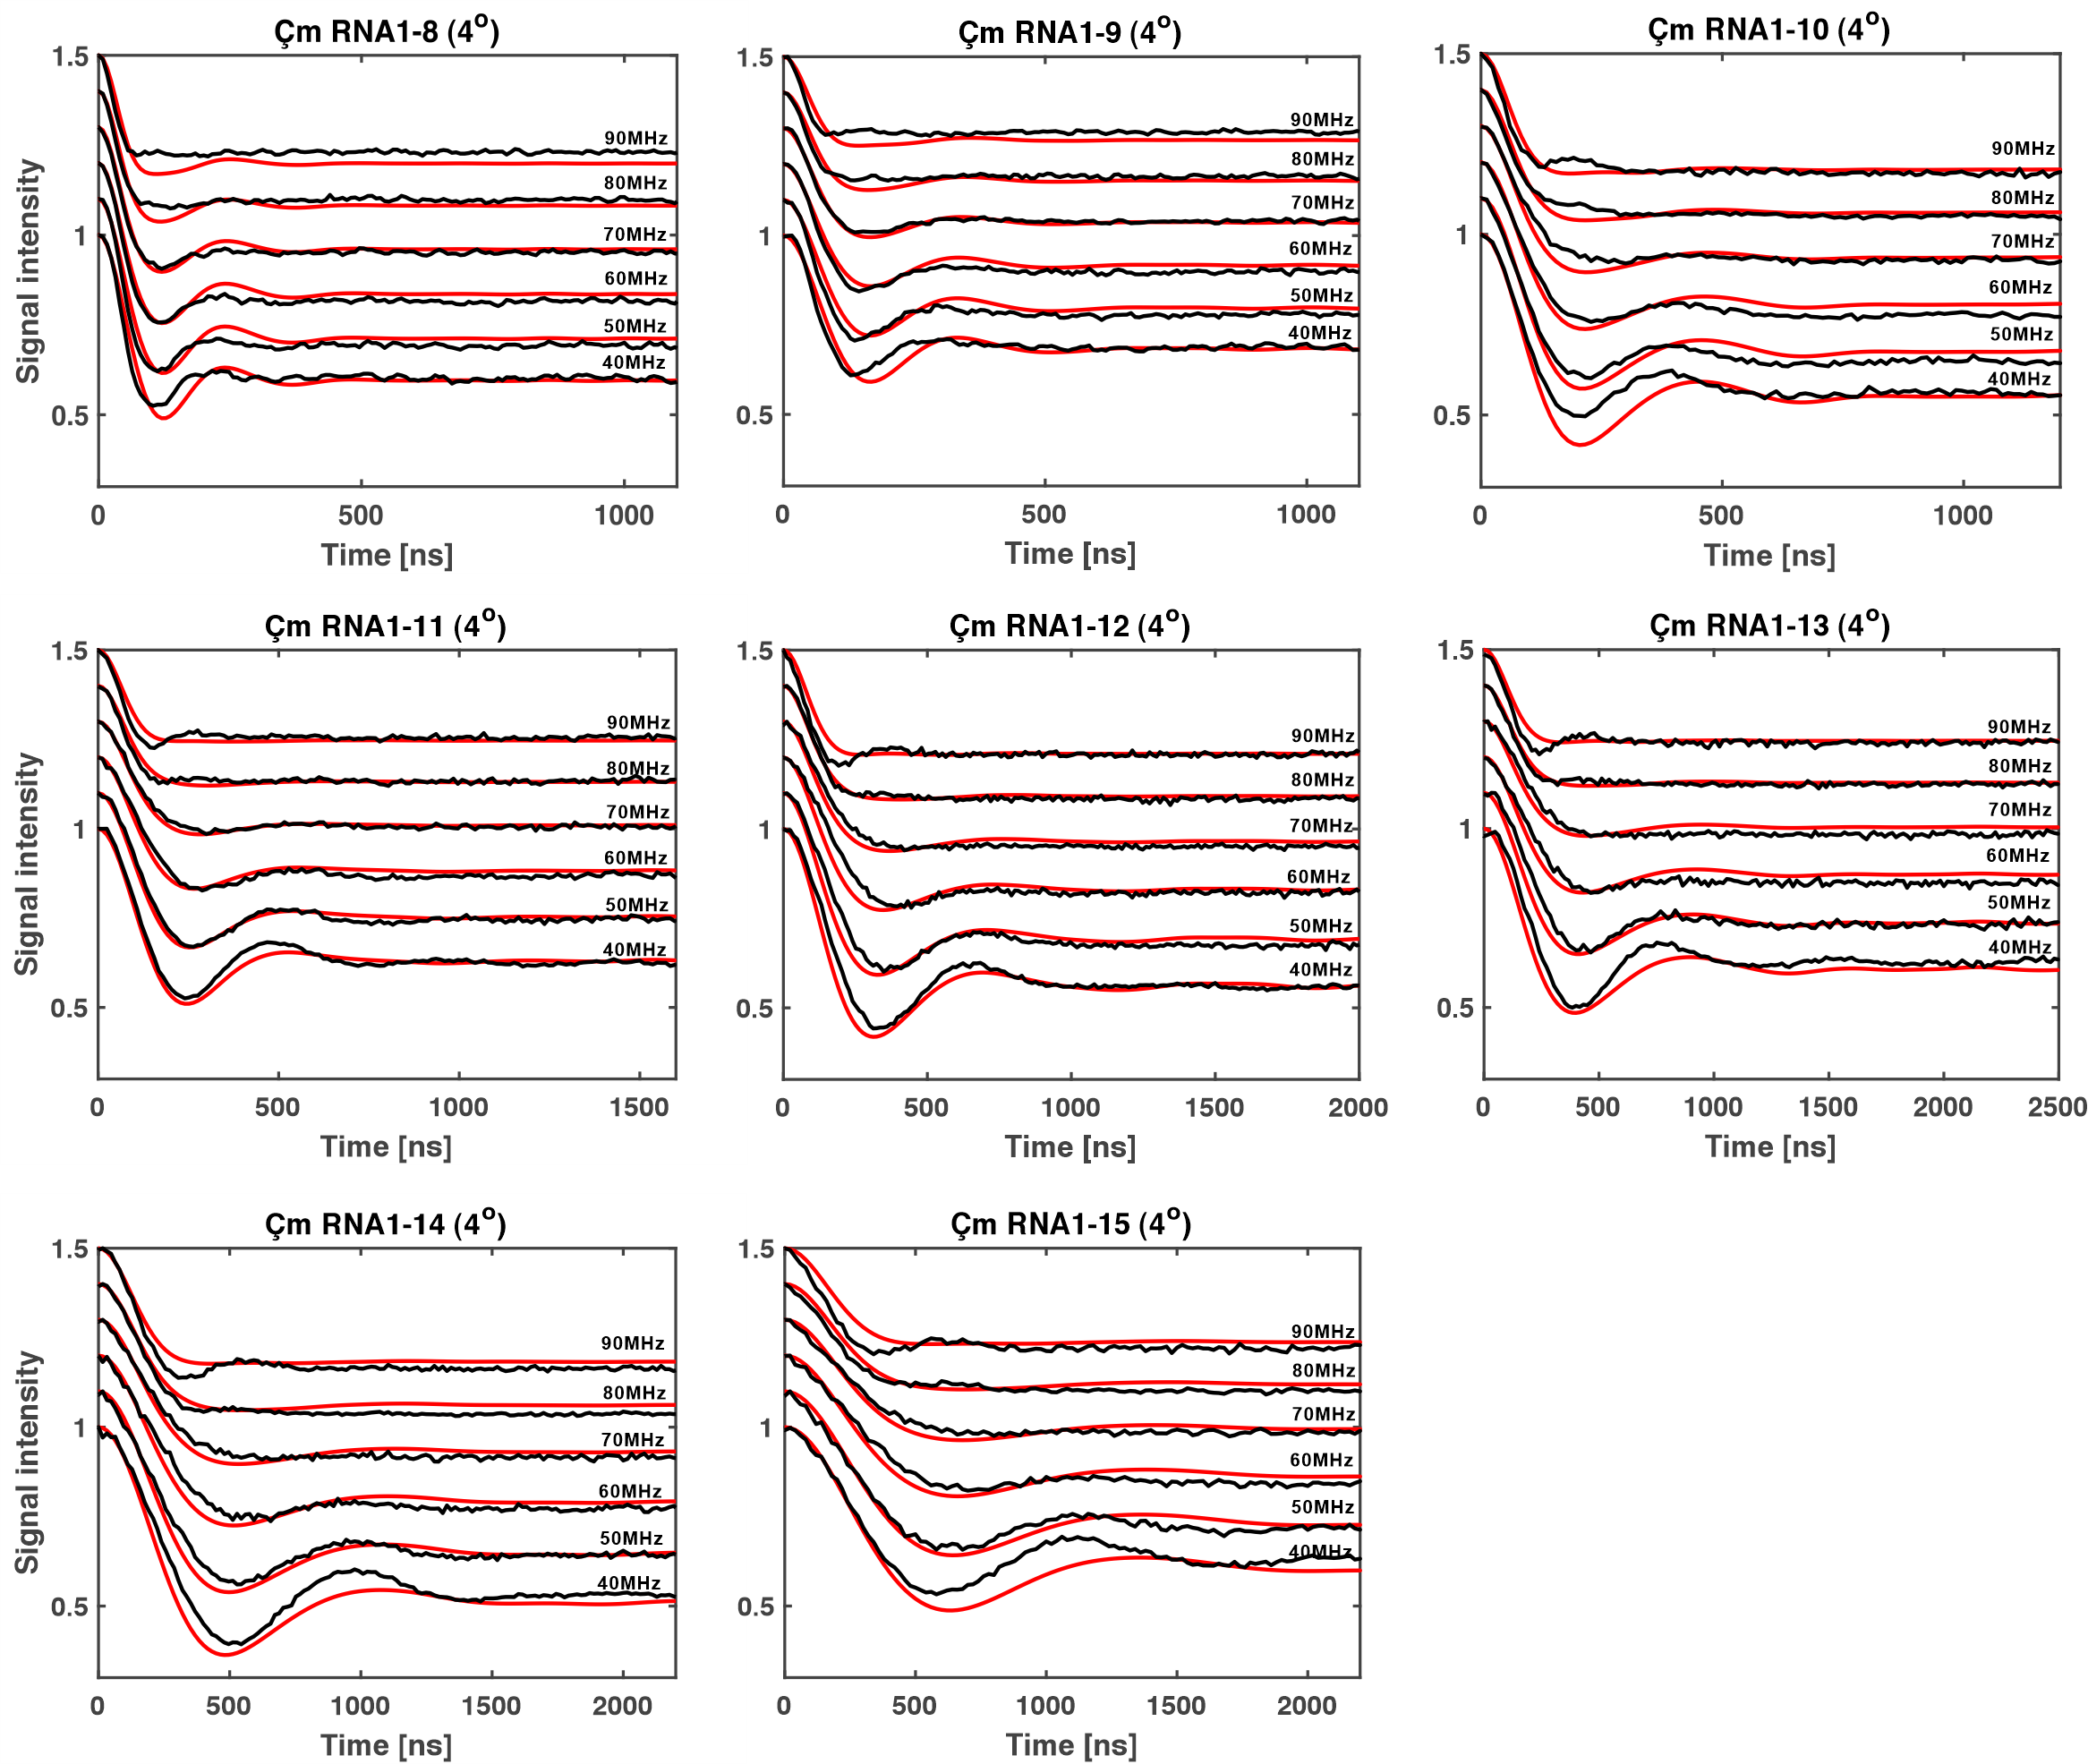 Çm RNA1-8 (4o)
1.5
1
0.5
Signal intensity
90MHz
80MHz
70MHz
60MHz
50MHz
40MHz
0 500 1000
Time [ns]
Çm RNA1-9 (4o)
1.5
1
0.5
90MHz
80MHz
70MHz
60MHz
50MHz
40MHz
0 500 1000
Time [ns]
Çm RNA1-10 (4o)
1.5
1
0.5
90MHz
80MHz
70MHz
60MHz
50MHz
40MHz
0 500 1000
Time [ns]
Çm RNA1-11 (4o)
1.5
1
0.5
Signal intensity
90MHz
80MHz
70MHz
60MHz
50MHz
40MHz
0 500 1000 1500
Time [ns]
Çm RNA1-12 (4o)
1.5
1
0.5
90MHz
80MHz
70MHz
60MHz
50MHz
40MHz
0 500 1000 1500 2000
Time [ns]
Çm RNA1-13 (4o)
1.5
1
0.5
90MHz
80MHz
70MHz
60MHz
50MHz
40MHz
0 500 1000 1500 2000 2500
Time [ns]
Çm RNA1-14 (4o)
1.5
1
0.5
Signal intensity
90MHz
80MHz
70MHz
60MHz
50MHz
40MHz
0 500 1000 1500 2000
Time [ns]
Çm RNA1-15 (4o)
1.5
1
0.5
90MHz
80MHz
70MHz
60MHz
50MHz
40MHz
0 500 1000 1500 2000
Time [ns]